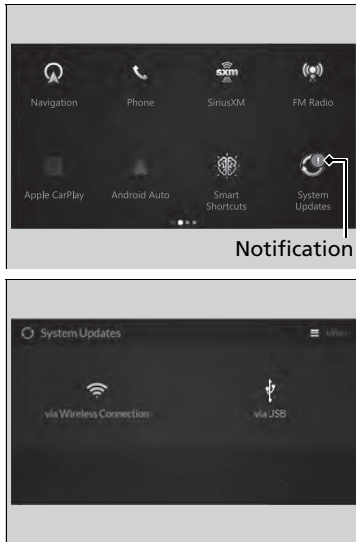 sxm
Navigation Phone SiriusXM FM Radio
Apple CarPlay Android Auto Smart Shortcuts System Updates
Notification
System Updates
via Wireless Connection via USB